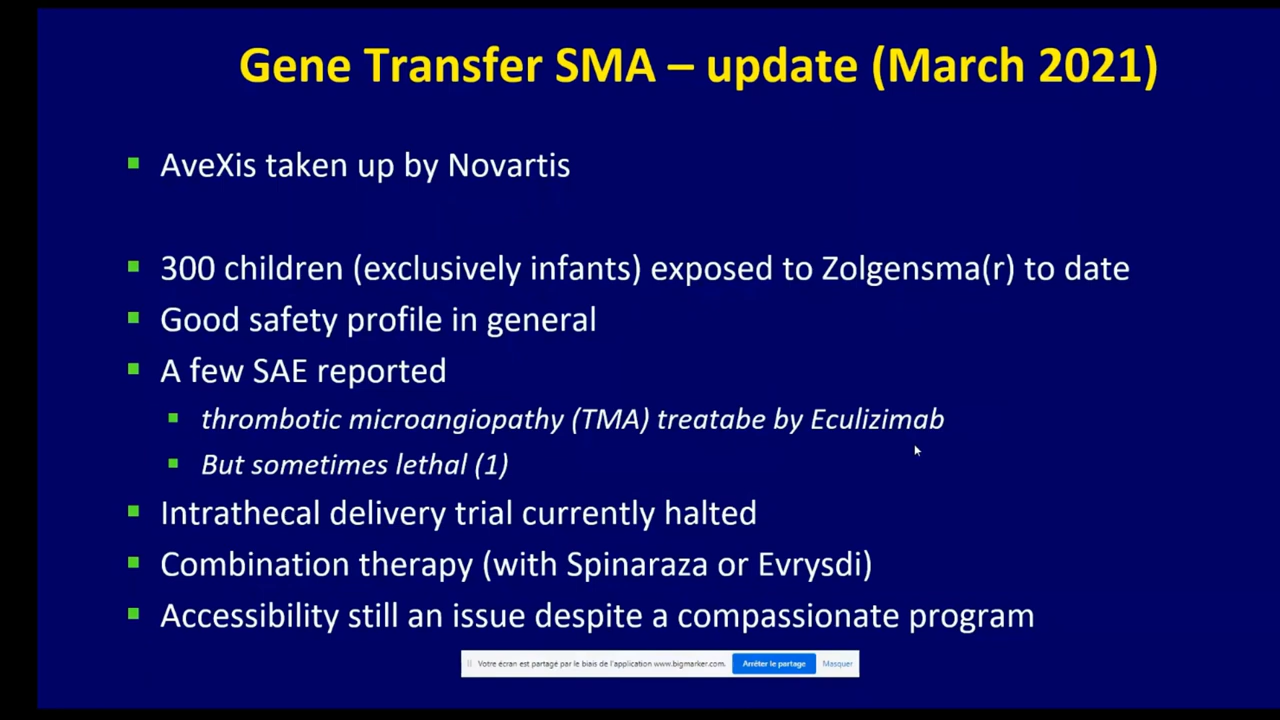 Gene Transfer SMA – update (March 2021)
AveXis taken up by Novartis
300 children (exclusively infants) exposed to Zolgensma(r) to date
Good safety profile in general
A few SAE reported
thrombotic microangiopathy (TMA) treatabe by Eculizimab
But sometimes lethal (1)
Intrathecal delivery trial currently halted
Combination therapy (with Spinaraza or Evrysdi)
Accessibility still an issue despite a compassionate program
Votre écran est partagé par le biais de l'application www.bigmarker.com. Arrêter le partage Masquer